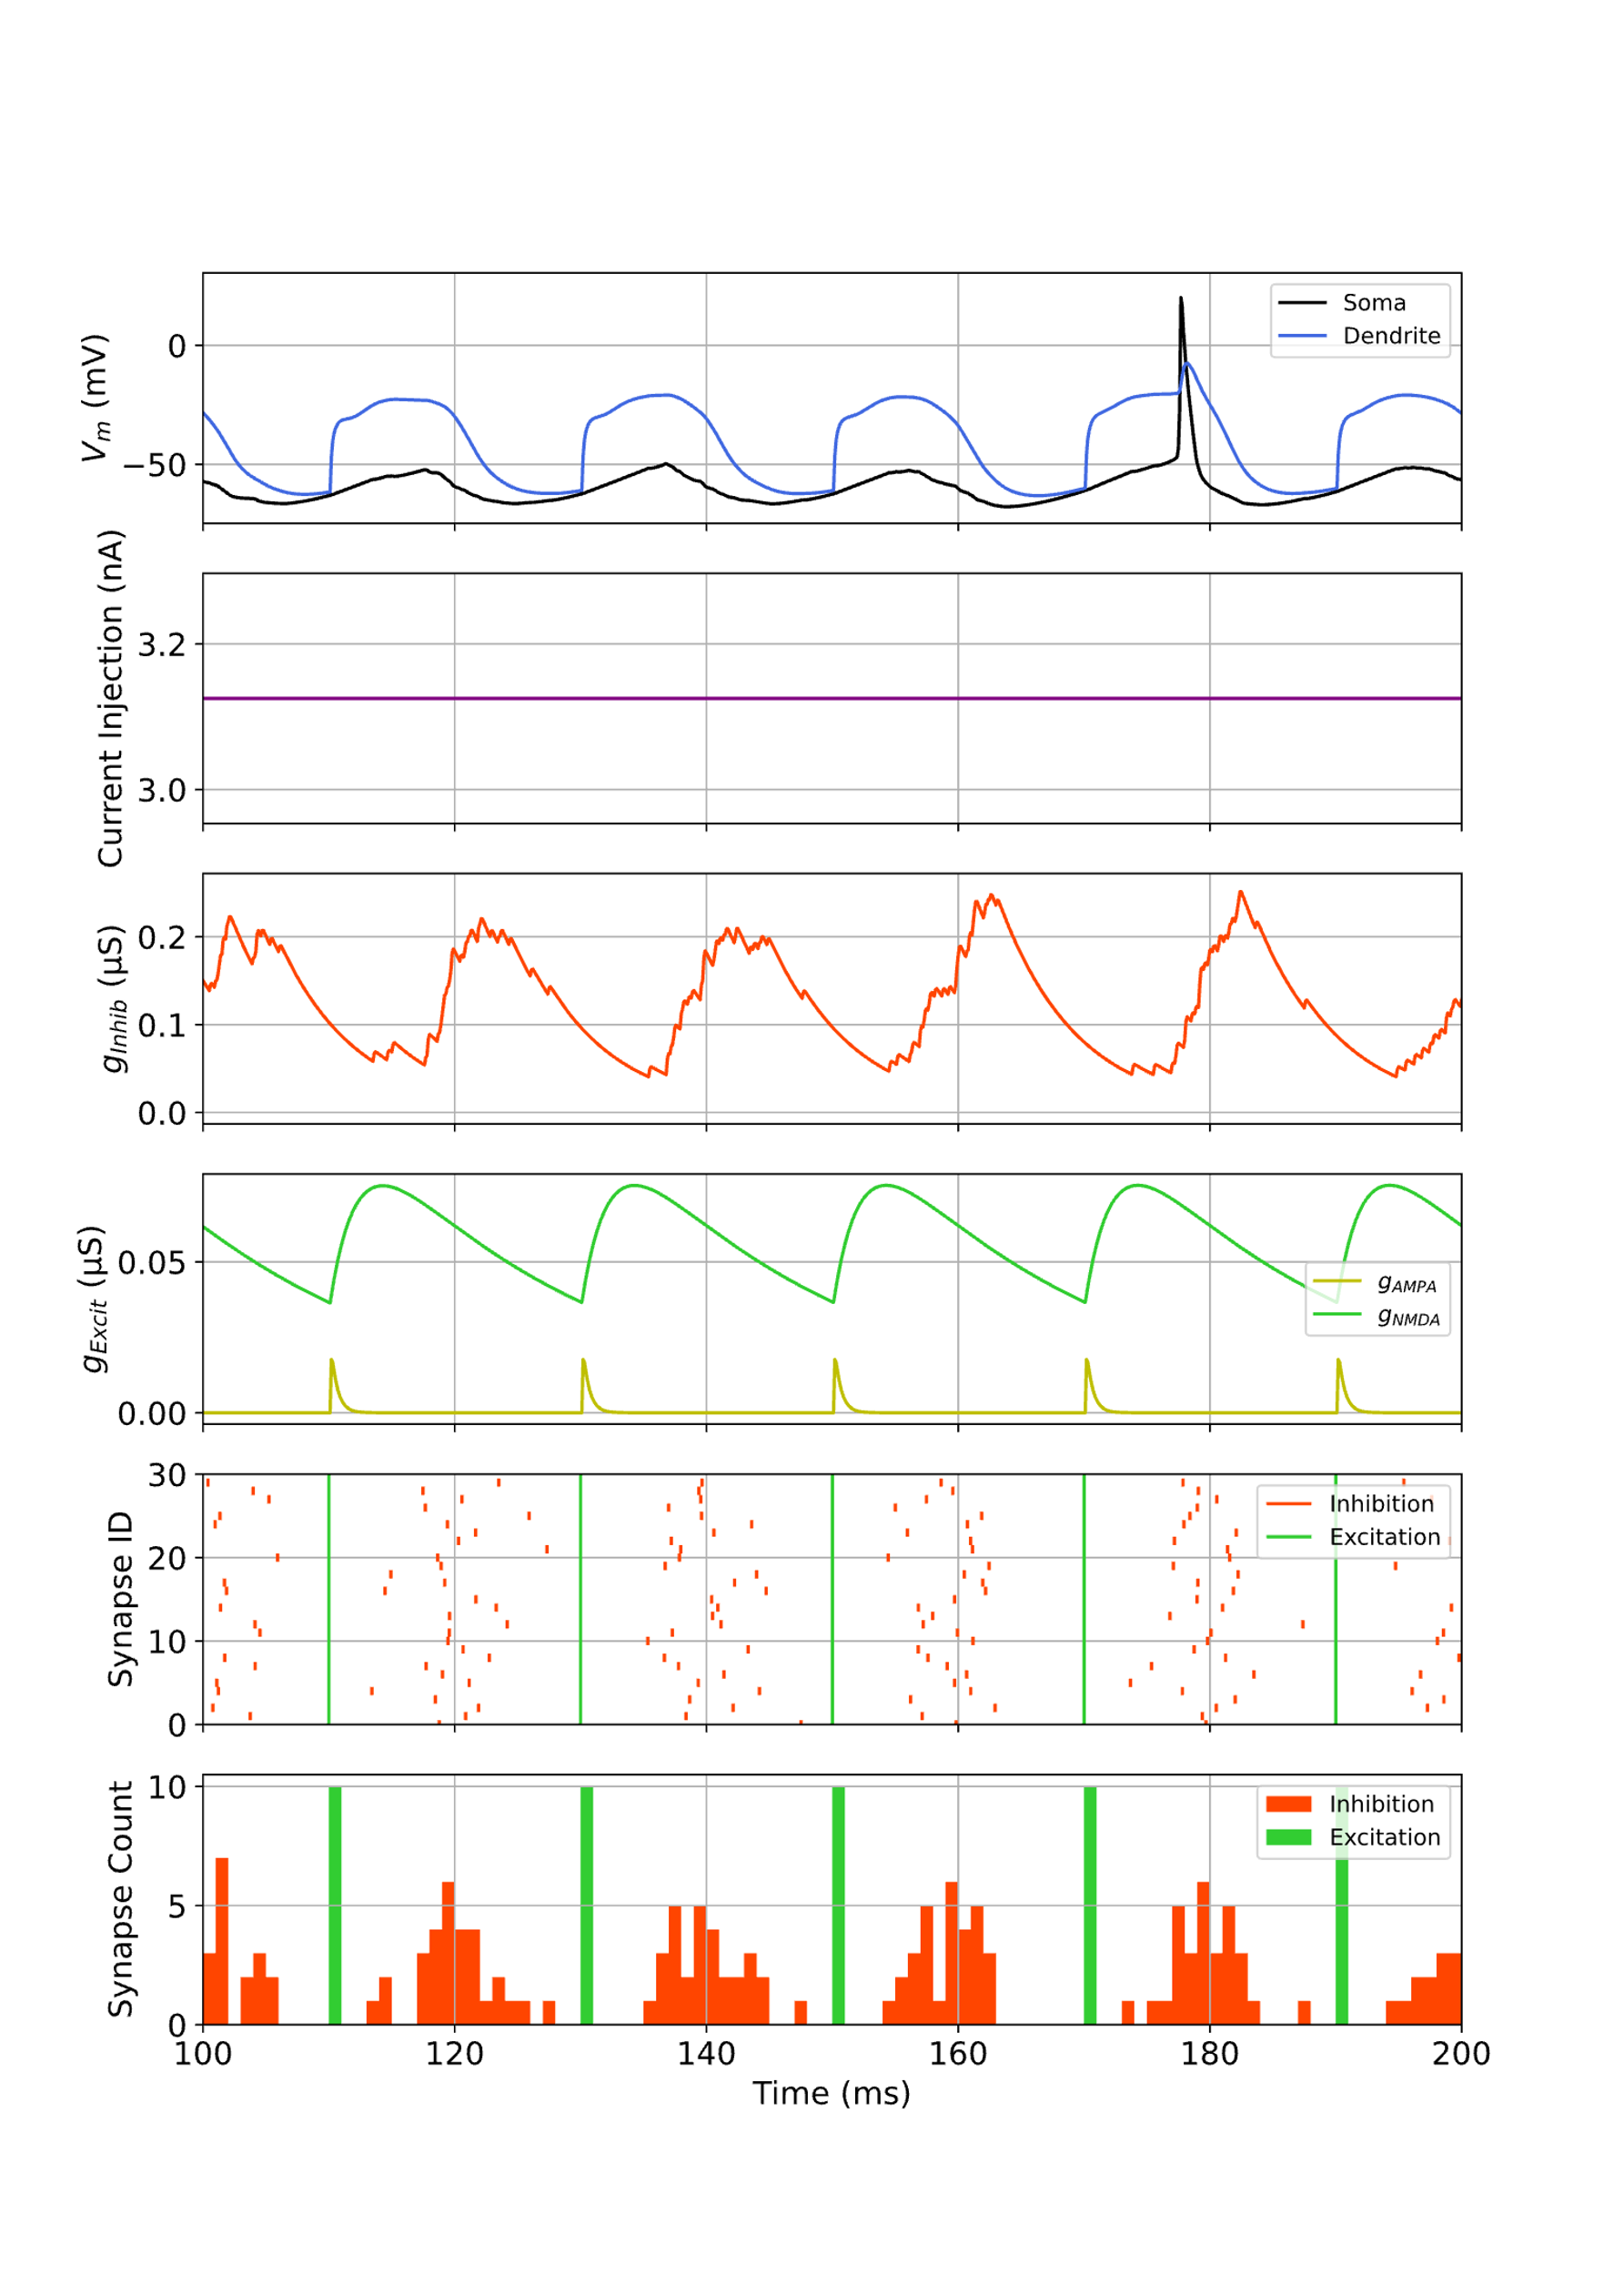 V_m (mV)
0
−50
Soma
Dendrite
Current Injection (nA)
3.2
3.0
g_Inhib (µS)
0.2
0.1
0.0
g_Excit (µS)
0.05
0.00
g_AMPA
g_NMDA
Synapse ID
30
20
10
0
Inhibition
Excitation
Synapse Count
10
5
0
Inhibition
Excitation
100 120 140 160 180 200
Time (ms)